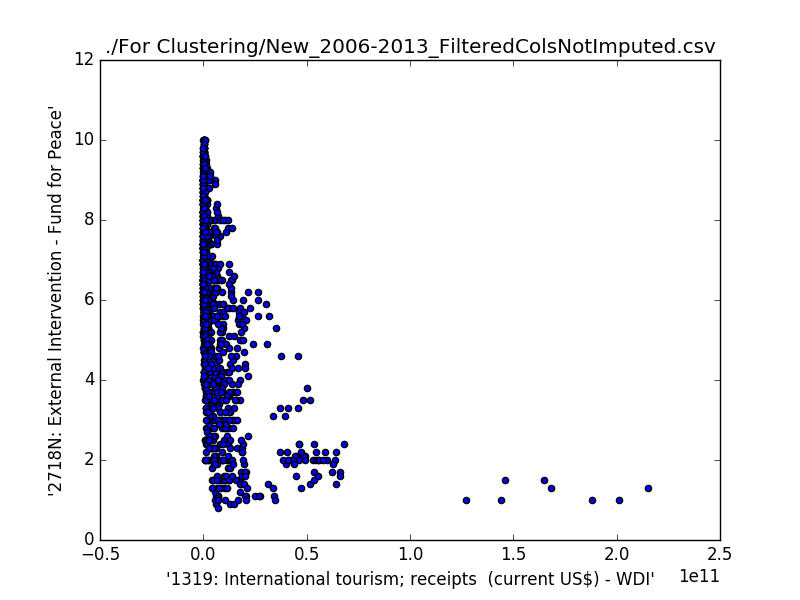 ./For Clustering/New_2006-2013_FilteredColsNotImputed.csv
'2718N: External Intervention - Fund for Peace'
12
10
8
6
4
2
0
−0.5 0.0 0.5 1.0 1.5 2.0 2.5
1e11
'1319: International tourism; receipts  (current US$) - WDI'